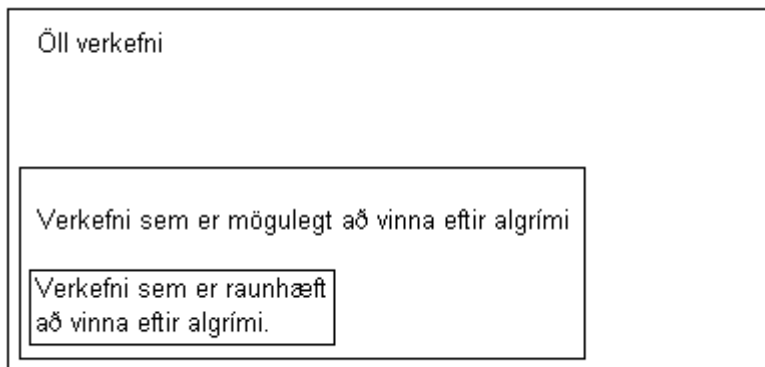 Öll verkefni
Verkefni sem er mögulegt að vinna eftir algrími
Verkefni sem er raunhæft
að vinna eftir algrími.